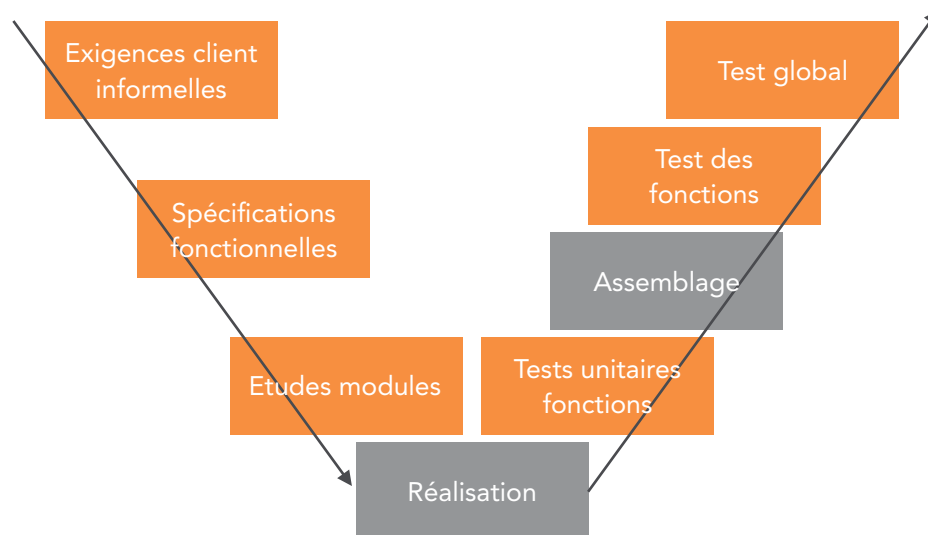 Exigences client
informelles
Test global
Test des
fonctions
Spécifications
fonctionnelles
Assemblage
Etudes modules
Tests unitaires
fonctions
Réalisation